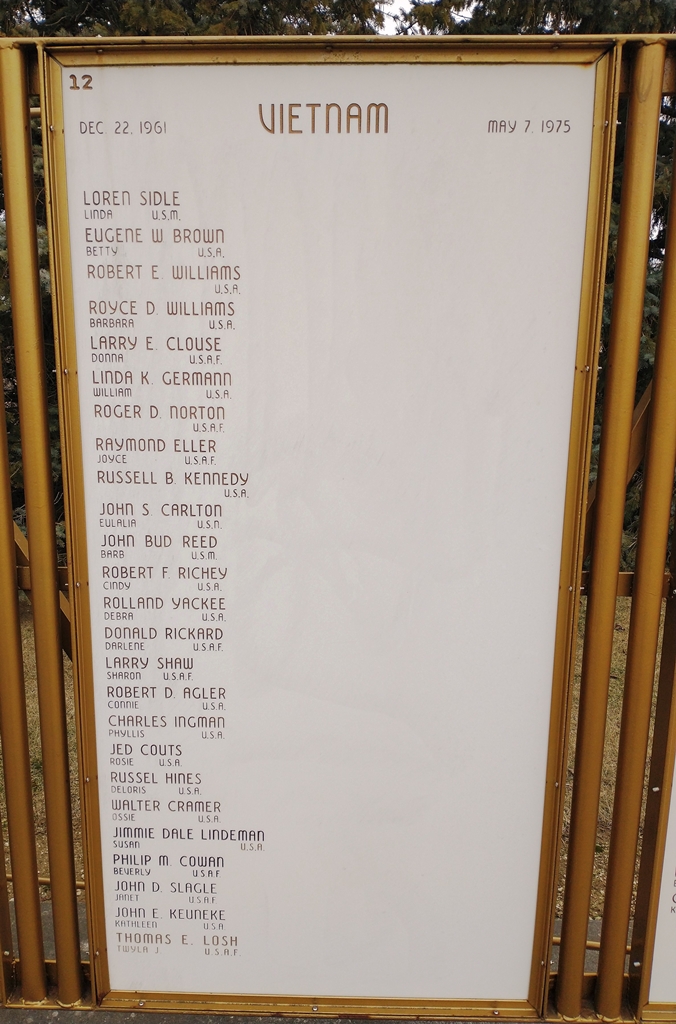 12
VIETNAM
DEC. 22, 1961 MAY 7, 1975
LOREN SIDLE
LINDA U.S.M.
EUGENE W BROWN
BETTY U.S.A.
ROBERT E. WILLIAMS
U.S.A.
ROYCE D. WILLIAMS
BARBARA U.S.A.
LARRY E. CLOUSE
DONNA U.S.A.F.
LINDA K. GERMANN
WILLIAM U.S.A.
ROGER D. NORTON
U.S.A.F.
RAYMOND ELLER
JOYCE U.S.A.F.
RUSSELL B. KENNEDY
U.S.A.
JOHN S. CARLTON
EULALIA U.S.N.
JOHN BUD REED
BARB U.S.M.
ROBERT F. RICHEY
CINDY U.S.A.
ROLLAND YACKEE
DEBRA U.S.A.
DONALD RICKARD
DARLENE U.S.A.F.
LARRY SHAW
SHARON U.S.A.F.
ROBERT D. AGLER
CONNIE U.S.A.
CHARLES INGMAN
PHYLLIS U.S.A.
JED COUTS
ROSIE U.S.A.
RUSSEL HINES
DELORIS U.S.A.
WALTER CRAMER
OSSIE U.S.A.
JIMMIE DALE LINDEMAN
SUSAN U.S.A.
PHILIP M. COWAN
BEVERLY U.S.A.F.
JOHN D. SLAGLE
JANET U.S.A.F.
JOHN E. KEUNEKE
KATHLEEN U.S.A.
THOMAS E. LOSH
TWYLA J. U.S.A.F.